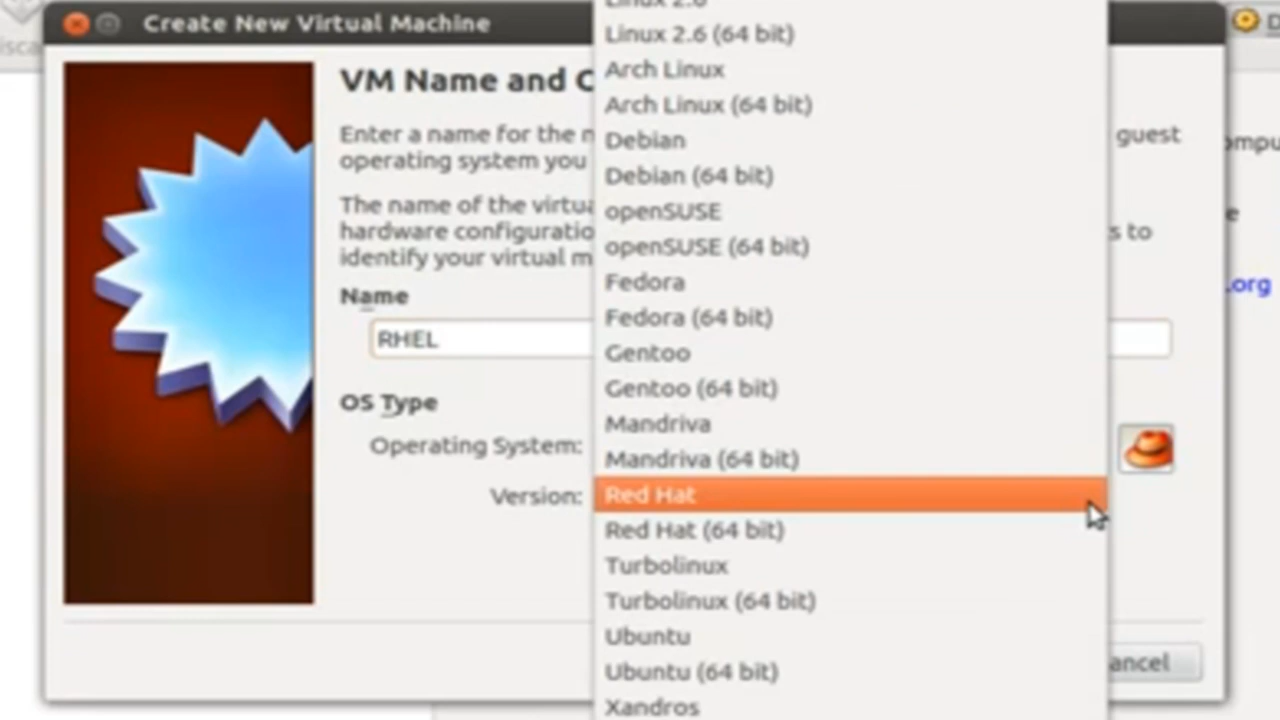 Create New Virtual Machine
VM Name and
Enter a name for the
guest
operating system you
The name of the
hardware
s to
identify your virtual
Name
RHEL
OS Type
Operating System:
Version:
Linux 2.6
Linux 2.6 (64 bit)
Arch Linux
Arch Linux (64 bit)
Debian
Debian (64 bit)
openSUSE
openSUSE (64 bit)
Fedora
Fedora (64 bit)
Gentoo
Gentoo (64 bit)
Mandriva
Mandriva (64 bit)
Red Hat
Red Hat (64 bit)
Turbolinux
Turbolinux (64 bit)
Ubuntu
Ubuntu (64 bit)
Xandros
ancel
.org